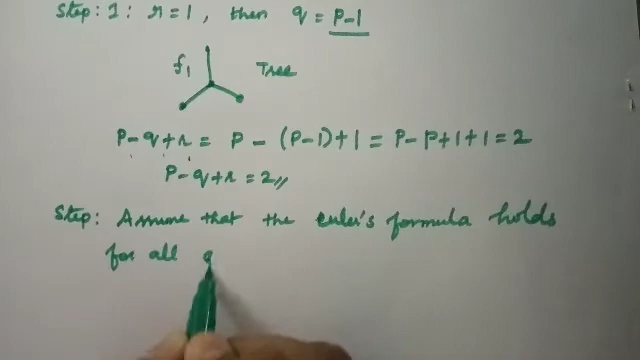 Step: 1: r=1, then q = P-1
f1 Tree
P-q+r = P - (P-1)+1 = P-P+1+1=2
P-q+r=2//
Step: Assume that the euler's formula holds
for all